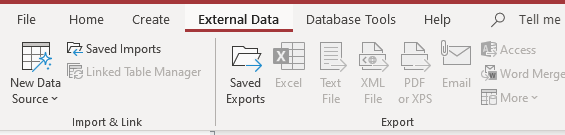 File Home Create External Data Database Tools Help Tell me
New Data Source
Saved Imports
Linked Table Manager
Import & Link
Saved Exports
Excel
Text File
XML File
PDF or XPS
Email
Access
Word Merge
More
Export